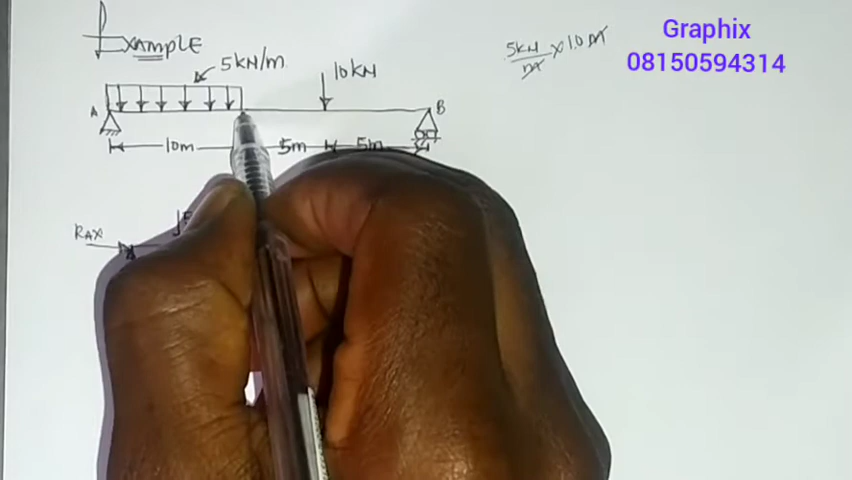 EXAMPLE
5kN/m
10kN
5kN/m x 10m
A
B
10m
5m
5m
RAX
Graphix
08150594314